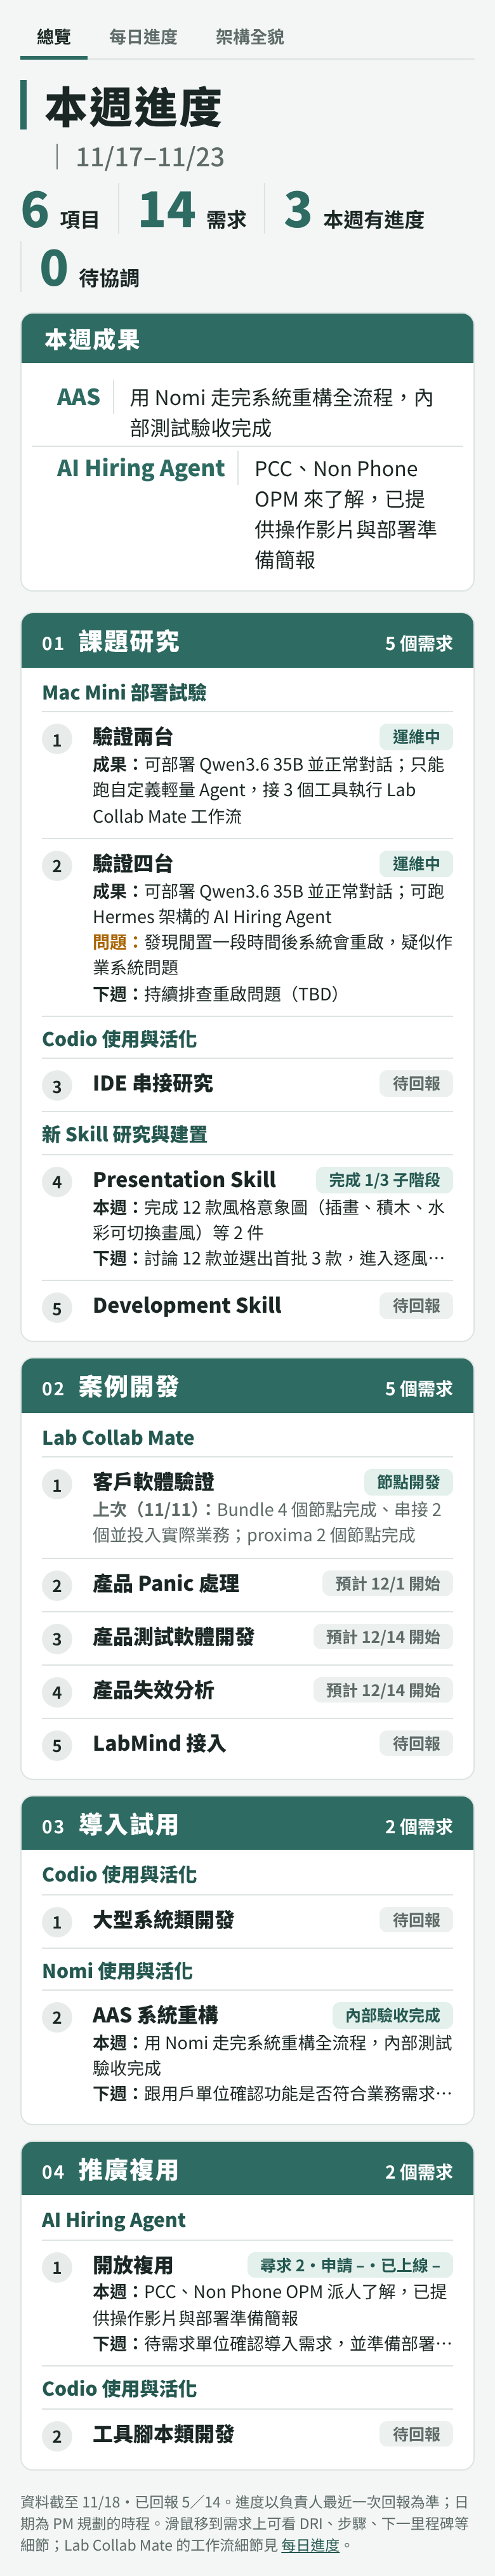 總覽 每日進度 架構全貌
本週進度
｜ 11/17–11/23
6 項目 14 需求 3 本週有進度
0 待協調
本週成果
AAS 用 Nomi 走完系統重構全流程，內
部測試驗收完成
AI Hiring Agent PCC、Non Phone
OPM 來了解，已提
供操作影片與部署準
備簡報
01 課題研究 5 個需求
Mac Mini 部署試驗
1 驗證兩台 運維中
成果：可部署 Qwen3.6 35B 並正常對話；只能
跑自定義輕量 Agent，接 3 個工具執行 Lab
Collab Mate 工作流
2 驗證四台 運維中
成果：可部署 Qwen3.6 35B 並正常對話；可跑
Hermes 架構的 AI Hiring Agent
問題：發現閒置一段時間後系統會重啟，疑似作
業系統問題
下週：持續排查重啟問題（TBD）
Codio 使用與活化
3 IDE 串接研究 待回報
新 Skill 研究與建置
4 Presentation Skill 完成 1/3 子階段
本週：完成 12 款風格意象圖（插畫、積木、水
彩可切換畫風）等 2 件
下週：討論 12 款並選出首批 3 款，進入逐風…
5 Development Skill 待回報
02 案例開發 5 個需求
Lab Collab Mate
1 客戶軟體驗證 節點開發
上次（11/11）：Bundle 4 個節點完成、串接 2
個並投入實際業務；proxima 2 個節點完成
2 產品 Panic 處理 預計 12/1 開始
3 產品測試軟體開發 預計 12/14 開始
4 產品失效分析 預計 12/14 開始
5 LabMind 接入 待回報
03 導入試用 2 個需求
Codio 使用與活化
1 大型系統類開發 待回報
Nomi 使用與活化
2 AAS 系統重構 內部驗收完成
本週：用 Nomi 走完系統重構全流程，內部測試
驗收完成
下週：跟用戶單位確認功能是否符合業務需求…
04 推廣複用 2 個需求
AI Hiring Agent
1 開放複用 尋求 2・申請 –・已上線 –
本週：PCC、Non Phone OPM 派人了解，已提
供操作影片與部署準備簡報
下週：待需求單位確認導入需求，並準備部署…
Codio 使用與活化
2 工具腳本類開發 待回報
資料截至 11/18・已回報 5／14。進度以負責人最近一次回報為準；日
期為 PM 規劃的時程。滑鼠移到需求上可看 DRI、步驟、下一里程碑等
細節；Lab Collab Mate 的工作流細節見 每日進度。